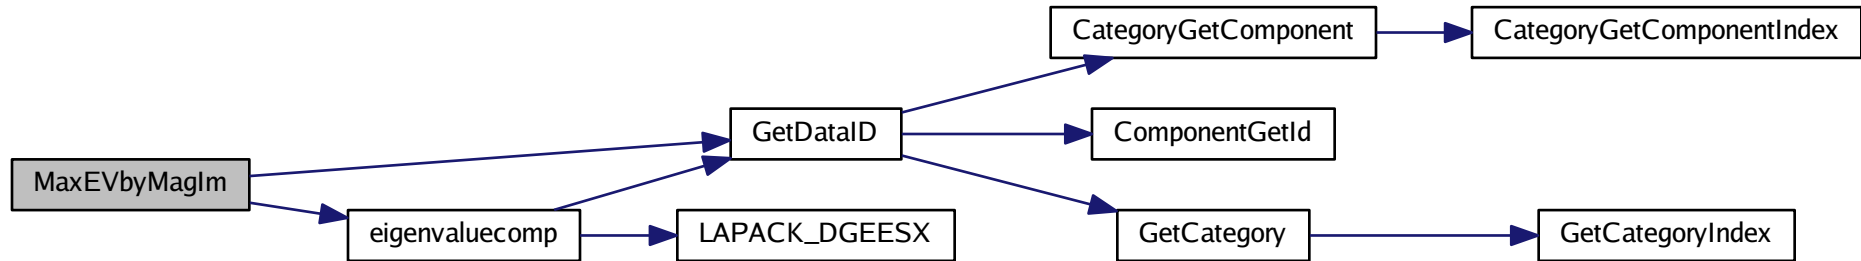 CategoryGetComponent
CategoryGetComponentIndex
GetDataID
ComponentGetId
MaxEVbyMagIm
eigenvaluecomp
LAPACK_DGEESX
GetCategory
GetCategoryIndex